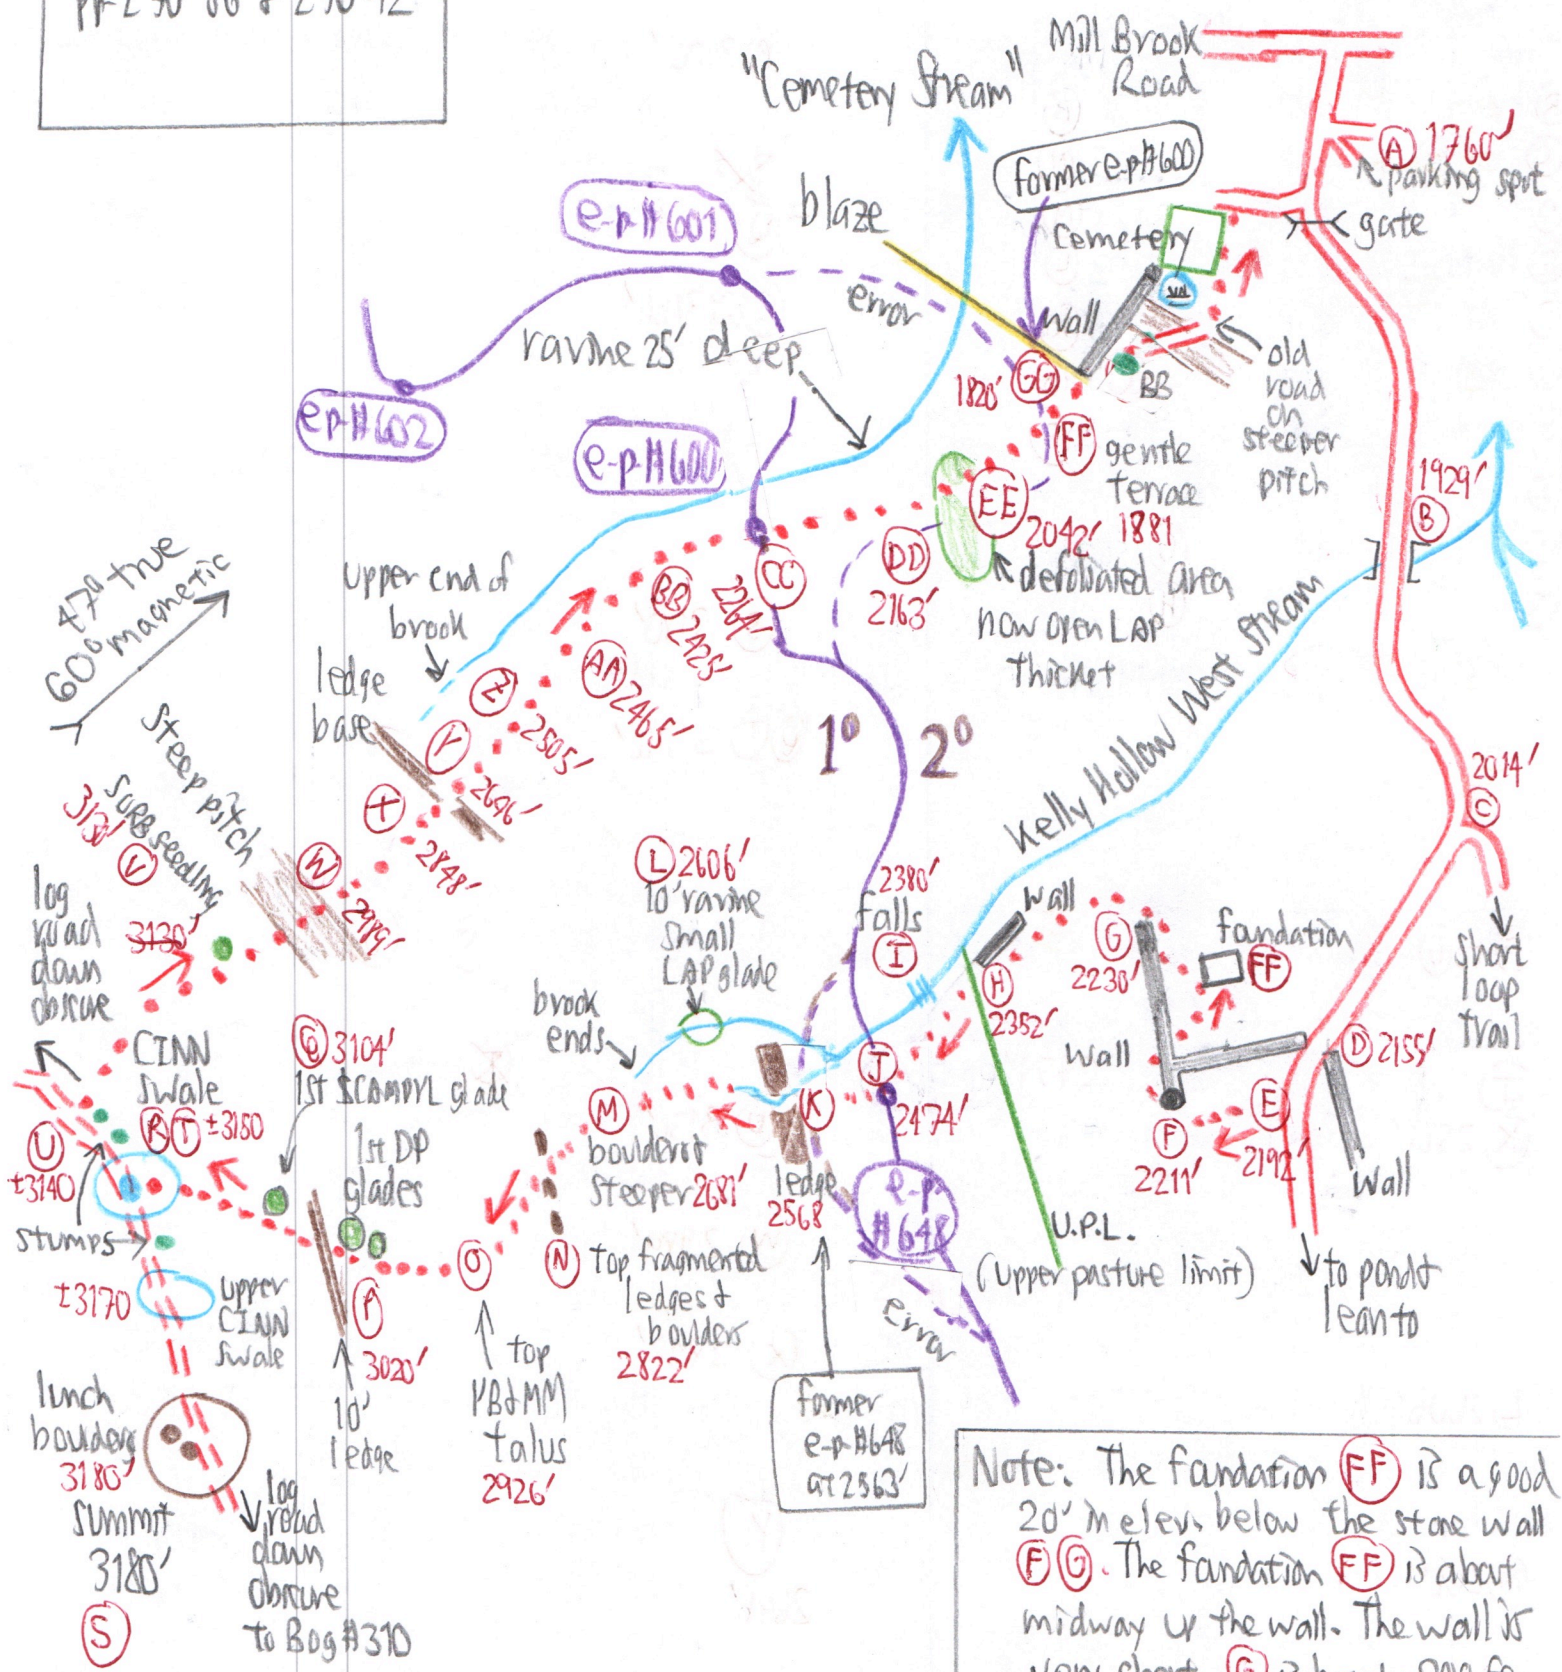 Mill Brook
Road
"Cemetery Stream"
A 1760'
parking spot
former e-p#600
gate
blaze
Cemetery
e-p#601
error
wall
ravine 25' deep
old
road
on
steeper
pitch
BB
1820'
GG
e-p#602
e-p#600
FF
gentle
terrace
1881
EE
2042'
1929'
B
DD
2163'
defoliated area
now open LAP
thicket
47° true
60° magnetic
upper end of
brook
CC
2264'
BB
2425'
AA 2465'
Z
2505'
ledge
base
Y
2646'
X
2848'
W
2989'
steep pitch
SORB seedling
3130'
V
3130'
log
road
down
obscure
1°
2°
Kelly Hollow West Stream
2014'
C
short
loop
trail
L 2606'
10' ravine
small
LAP glade
2380'
falls
I
wall
G
2230'
foundation
FF
H
2352'
wall
D 2155'
E
2192'
F
2211'
wall
brook
ends
J
2474'
K
M
boulders &
steeper 2681'
ledge
2568
e-p
#648
U.P.L.
(upper pasture limit)
to pond &
lean to
CINN
swale
R T ±3150
Q 3104'
1st SCAMPYL glade
1st DP
glades
U
±3140
stumps
±3170
upper
CINN
swale
O
N
top fragmented
ledges &
boulders
2822'
error
P
3020'
10'
ledge
top
YB & MM
talus
2926'
former
e-p#648
at 2563'
lunch
boulders
3180'
summit
3180'
S
log
road
down
obscure
to Bog #310
Note: The foundation FF is a good
20' in elev. below the stone wall
F G. The foundation FF is about
midway up the wall. The wall is